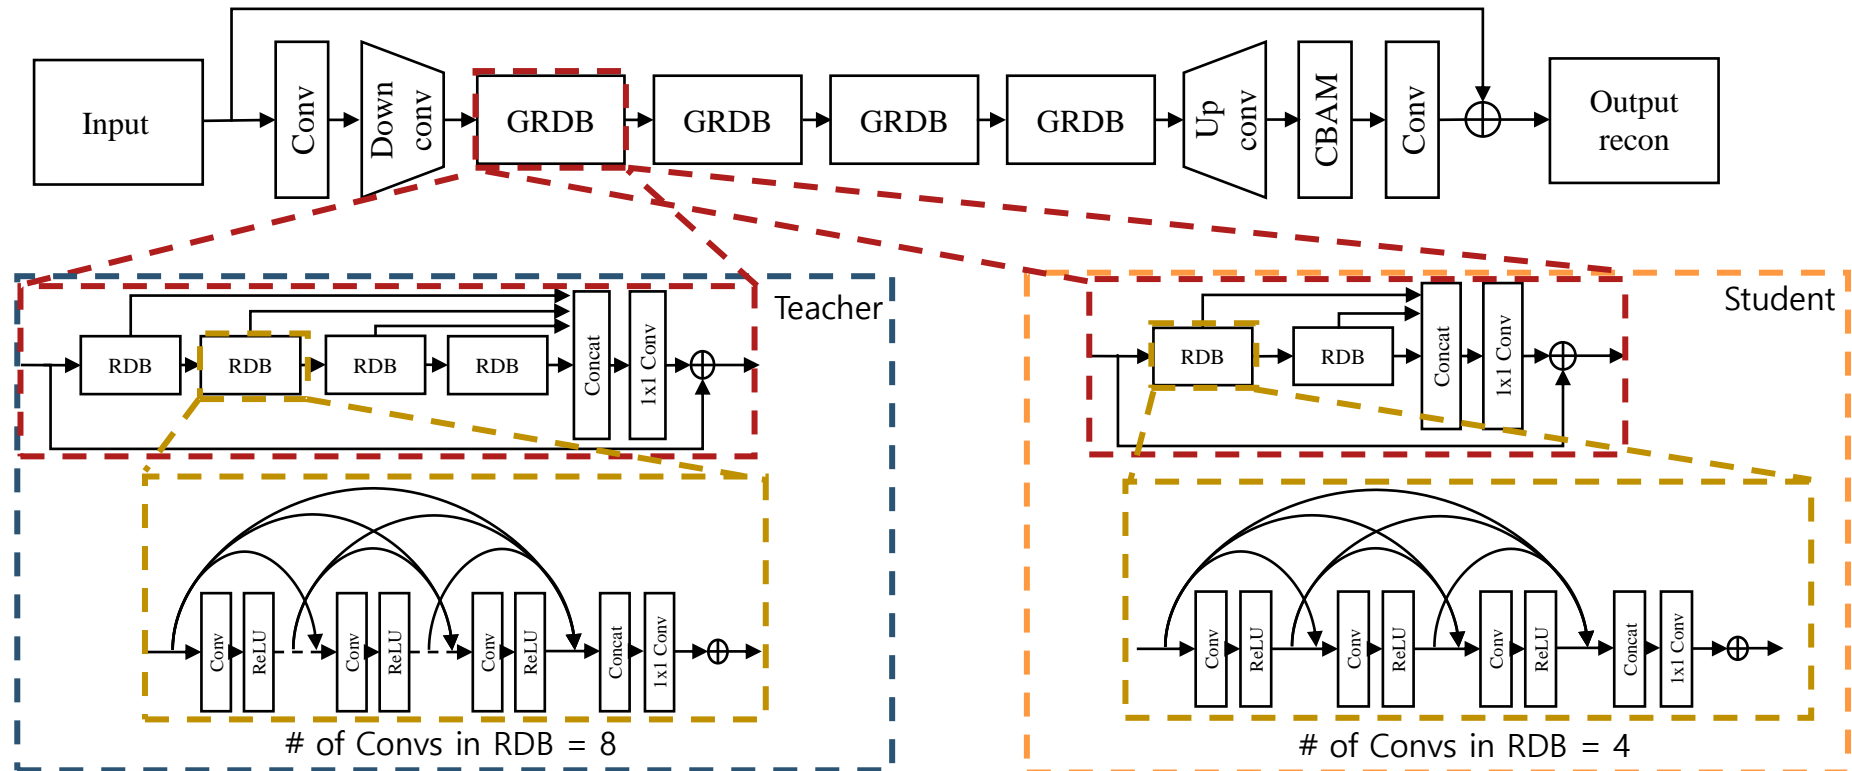 Input
Conv
Down
conv
GRDB
GRDB
GRDB
GRDB
Up
conv
CBAM
Conv
Output
recon
Teacher
RDB
RDB
RDB
RDB
Concat
1x1 Conv
Conv
ReLU
Conv
ReLU
Conv
ReLU
Concat
1x1 Conv
# of Convs in RDB = 8
Student
RDB
RDB
Concat
1x1 Conv
Conv
ReLU
Conv
ReLU
Conv
ReLU
Concat
1x1 Conv
# of Convs in RDB = 4